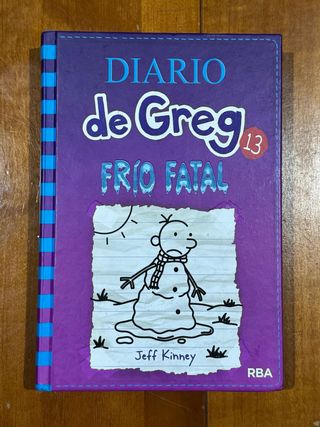 DIARIO
de Greg
13
FRÍO FATAL
Jeff Kinney
RBA